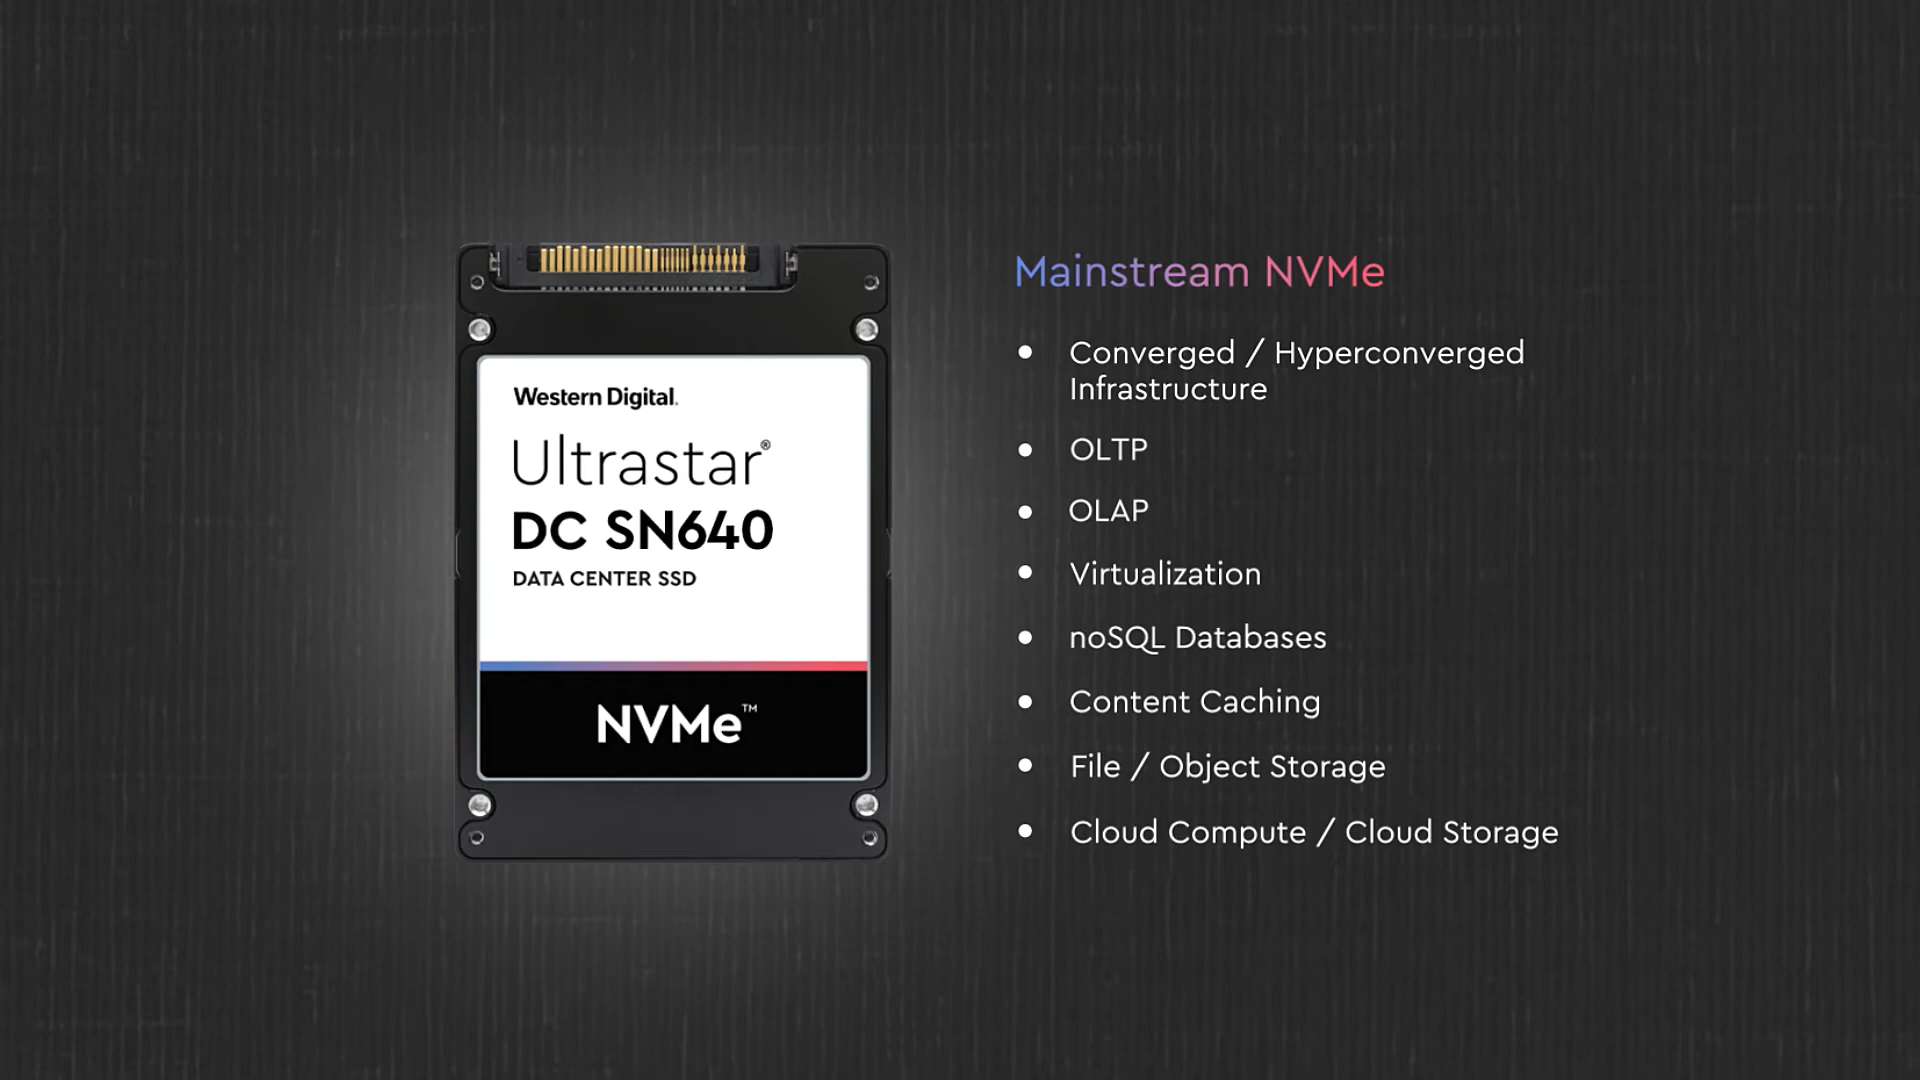 Western Digital.
Ultrastar®
DC SN640
DATA CENTER SSD
NVMe™
Mainstream NVMe
• Converged / Hyperconverged
Infrastructure
• OLTP
• OLAP
• Virtualization
• noSQL Databases
• Content Caching
• File / Object Storage
• Cloud Compute / Cloud Storage